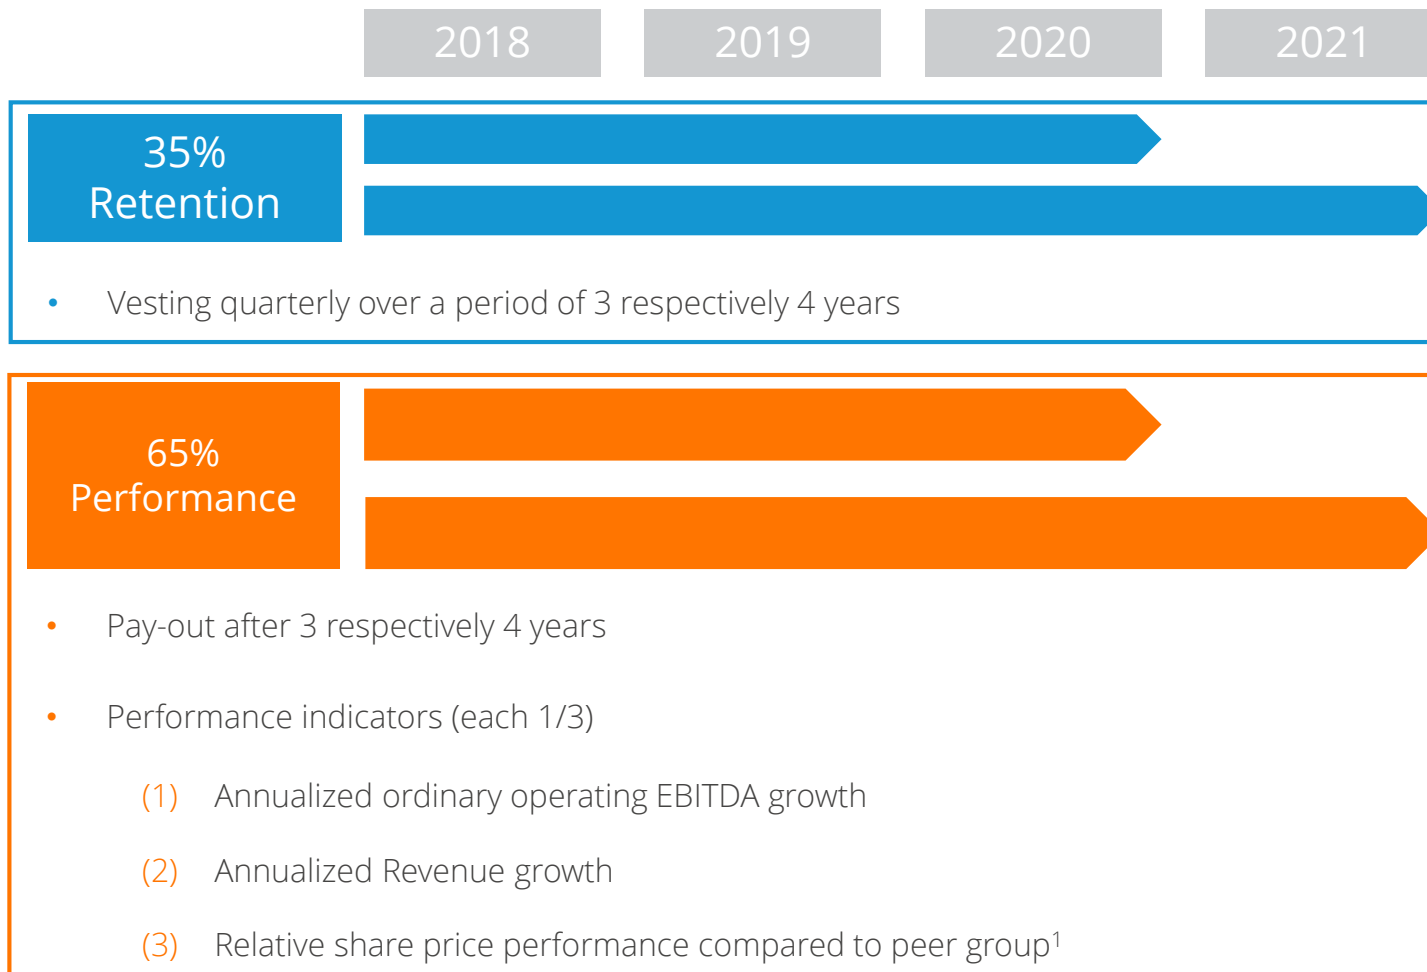 2018 2019 2020 2021
35%
Retention
• Vesting quarterly over a period of 3 respectively 4 years
65%
Performance
• Pay-out after 3 respectively 4 years
• Performance indicators (each 1/3)
(1) Annualized ordinary operating EBITDA growth
(2) Annualized Revenue growth
(3) Relative share price performance compared to peer group¹